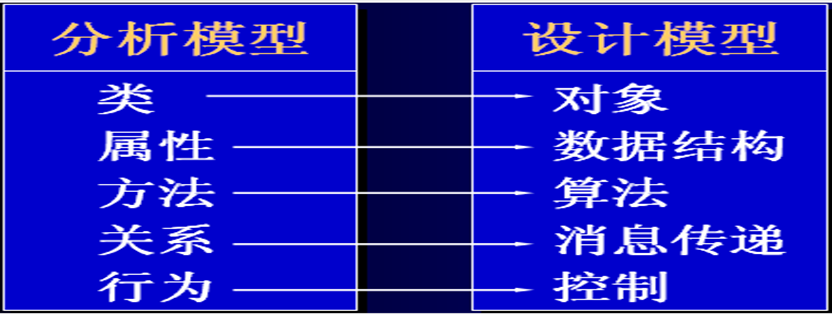 分析模型 设计模型
类 对象
属性 数据结构
方法 算法
关系 消息传递
行为 控制